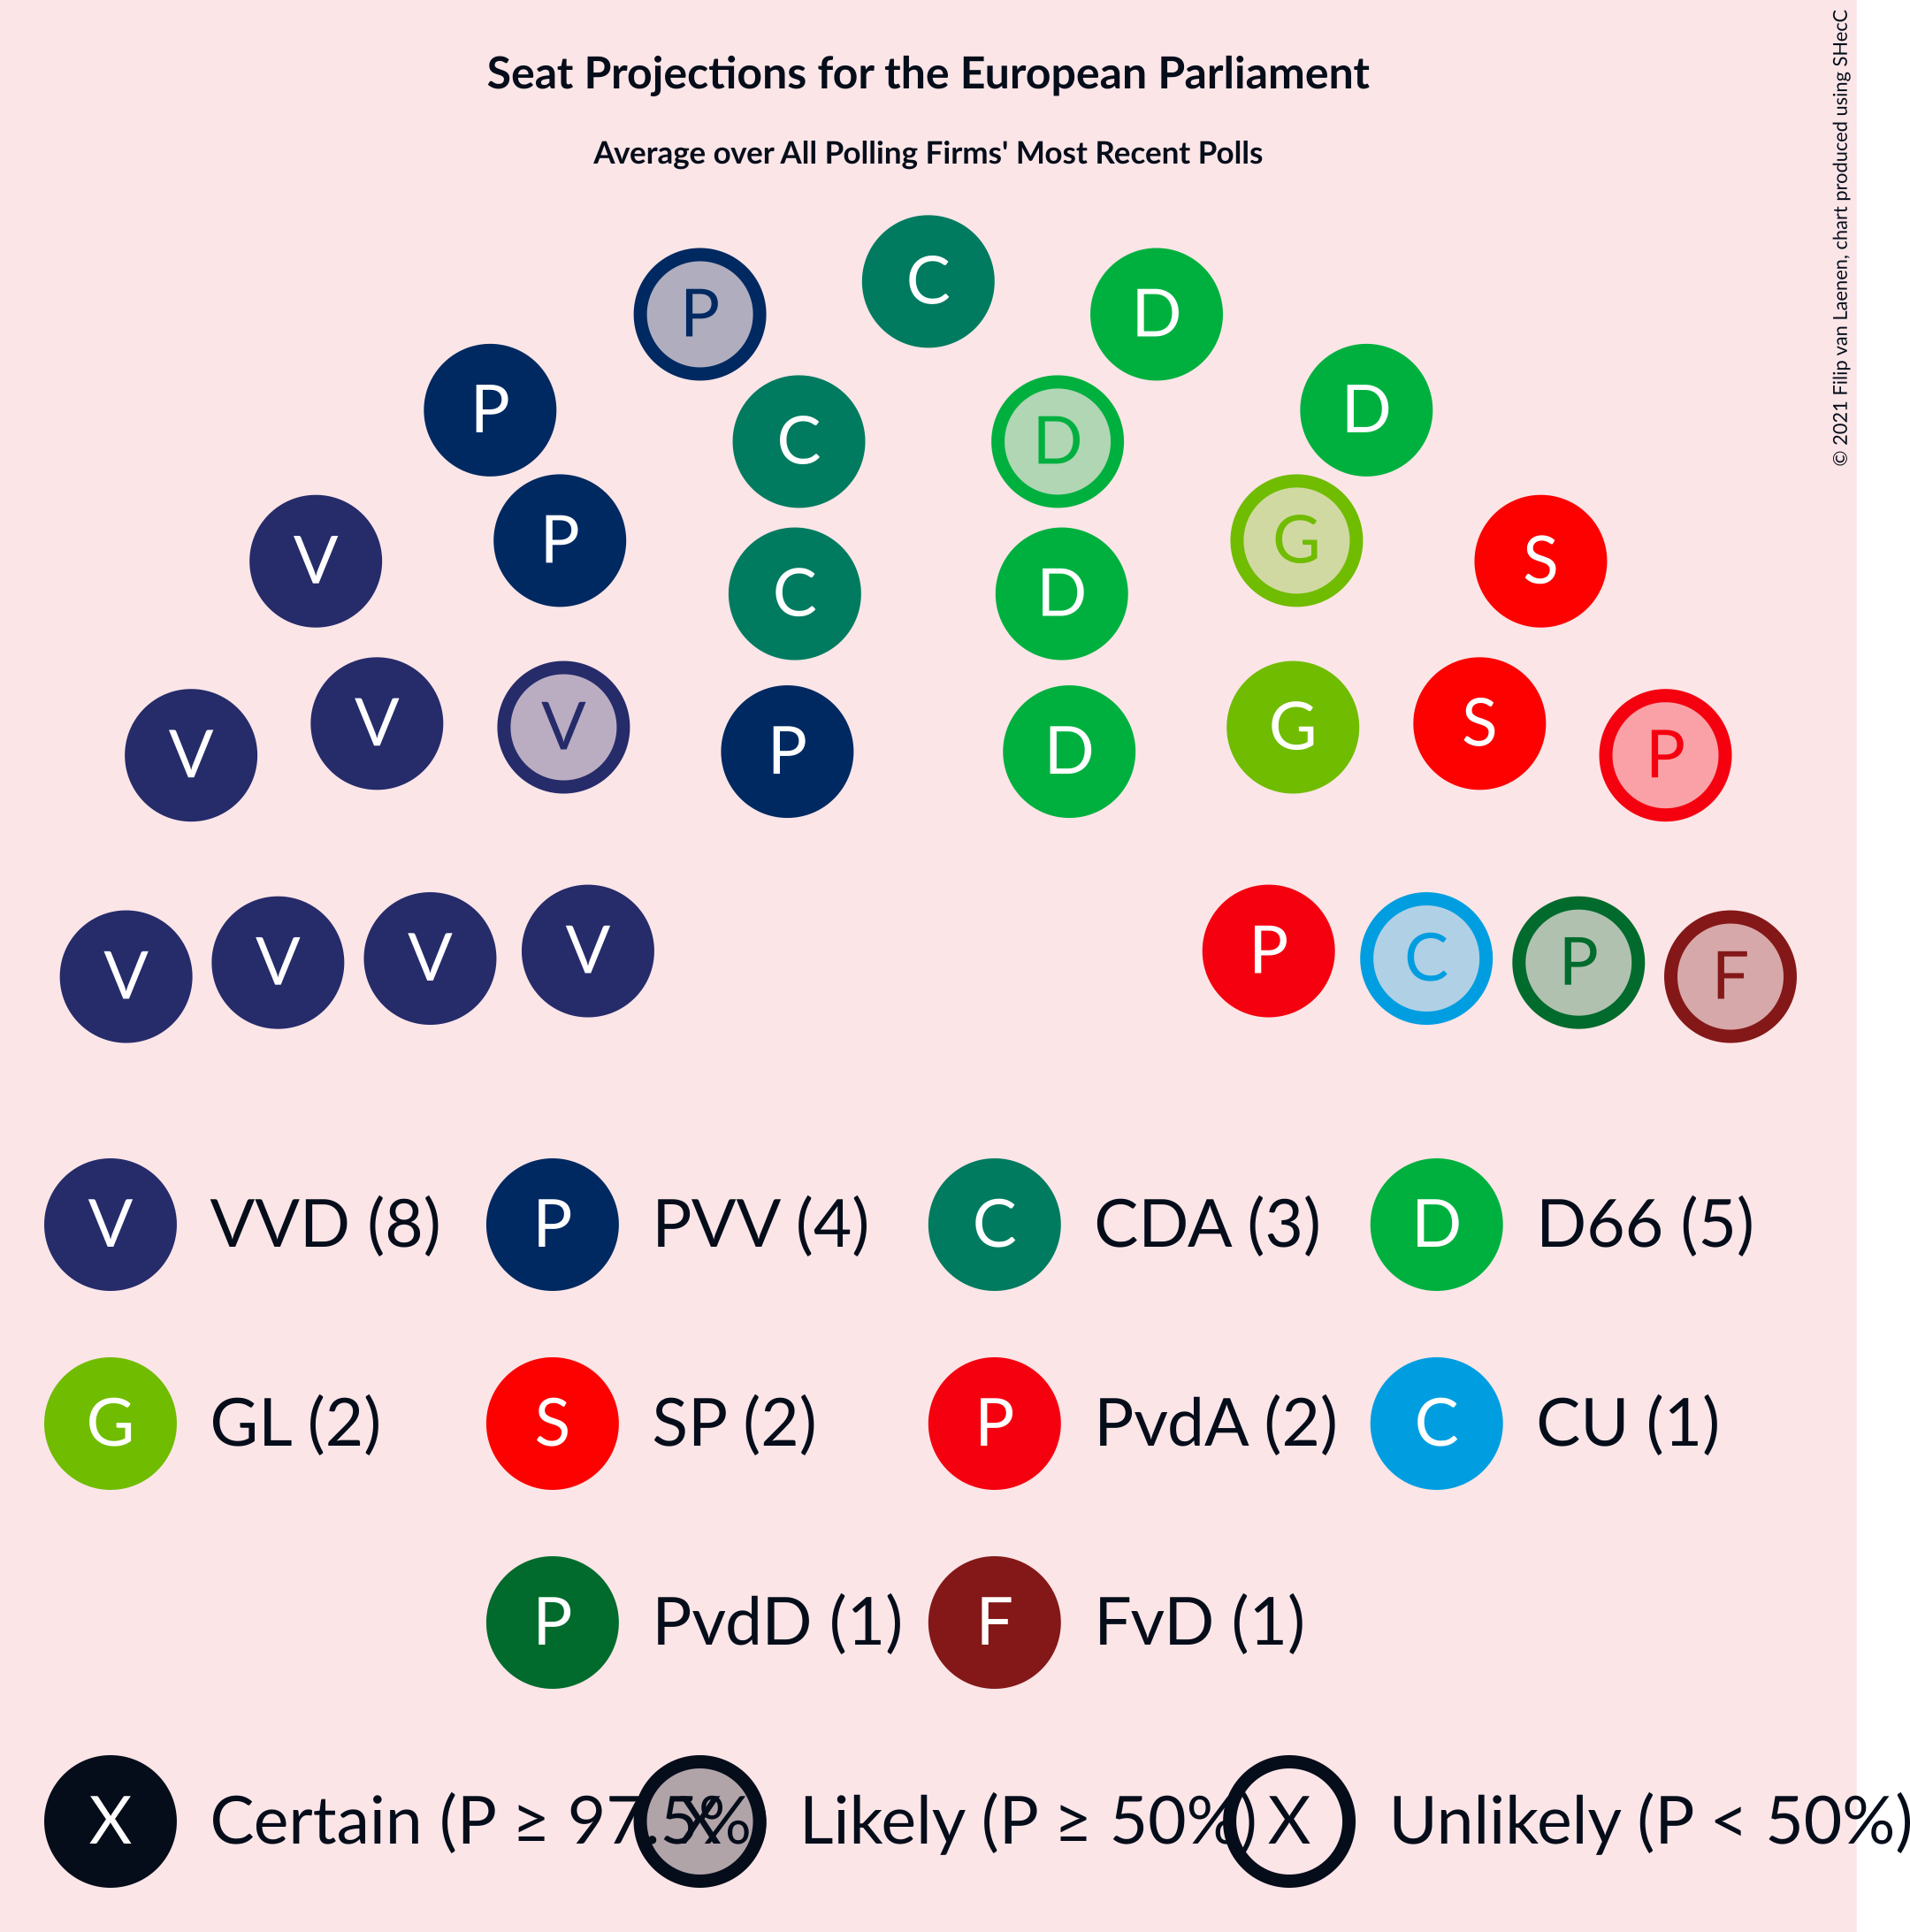 Seat Projections for the European Parliament
Average over All Polling Firms' Most Recent Polls
© 2021 Filip van Laenen, chart produced using SHecC
C
P D
P D
C D
P G
V S
C D
V V P
V G S P
P D
V P
V V C P
V F
V VVD (8) P PVV (4) C CDA (3) D D66 (5)
G GL (2) S SP (2) P PvdA (2) C CU (1)
P PvdD (1) F FvD (1)
X Certain (P ≥ 97.5% X Likely (P ≥ 50%) X Unlikely (P < 50%)